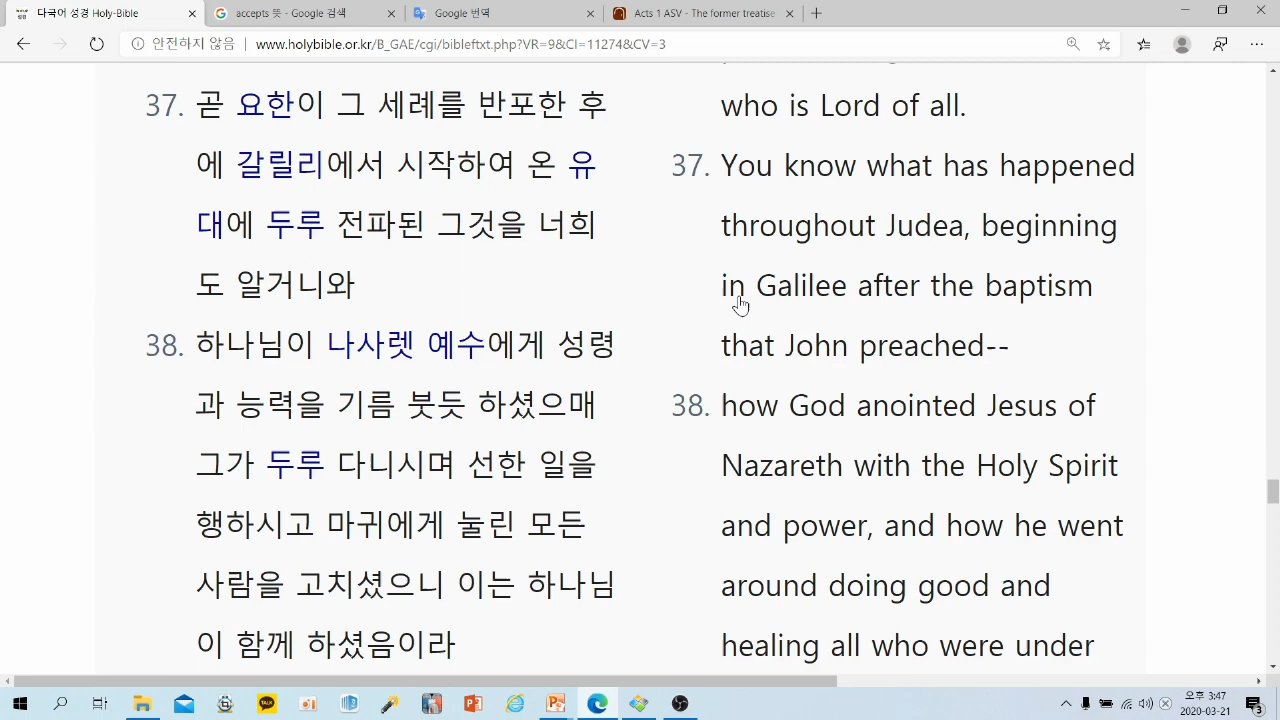 다국어 성경 Holy-Bible
accepts 뜻 - Google 검색
Google 번역
Acts 1 ASV - The former treatise
안전하지 않음
www.holybible.or.kr/B_GAE/cgi/bibleftxt.php?VR=9&CI=11274&CV=3
37. 곧 요한이 그 세례를 반포한 후
에 갈릴리에서 시작하여 온 유
대에 두루 전파된 그것을 너희
도 알거니와
38. 하나님이 나사렛 예수에게 성령
과 능력을 기름 붓듯 하셨으매
그가 두루 다니시며 선한 일을
행하시고 마귀에게 눌린 모든
사람을 고치셨으니 이는 하나님
이 함께 하셨음이라
who is Lord of all.
37. You know what has happened
throughout Judea, beginning
in Galilee after the baptism
that John preached--
38. how God anointed Jesus of
Nazareth with the Holy Spirit
and power, and how he went
around doing good and
healing all who were under
TALK
오후 3:47
2020-03-21
3